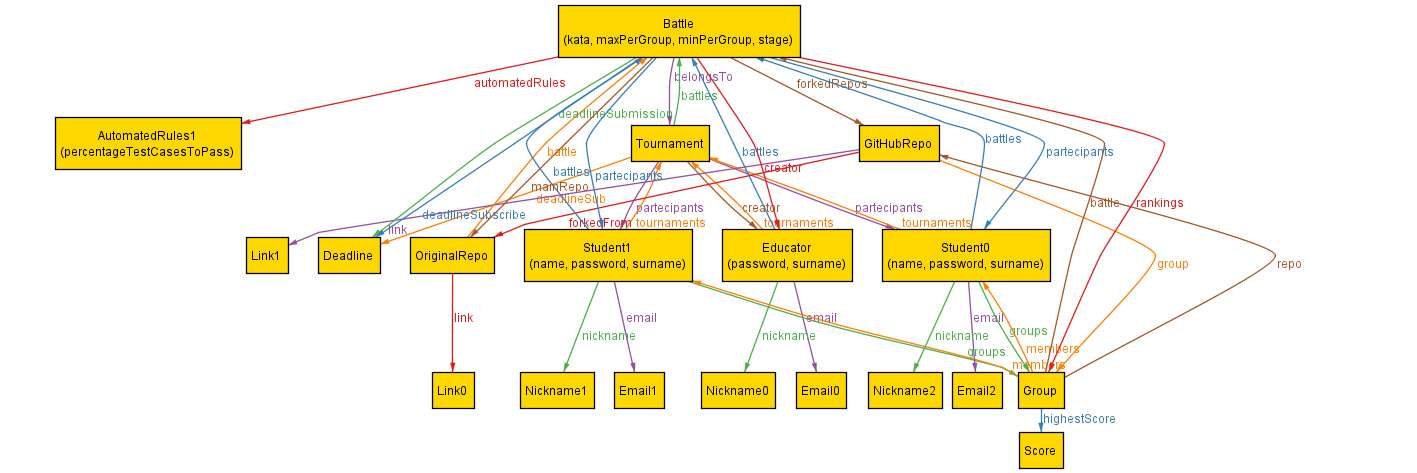 Battle
(kata, maxPerGroup, minPerGroup, stage)
automatedRules
belongsTo
forkedRepos
battles
deadlineSubmission
AutomatedRules1
(percentageTestCasesToPass)
Tournament
GitHubRepo
battles
battle
battles
partecipants
creator
battles
partecipants
mainRepo
deadlineSub
battle
rankings
deadlineSubscribe
link
forkedFrom
partecipants
tournaments
creator
tournaments
partecipants
tournaments
Link1
Deadline
OriginalRepo
Student1
(name, password, surname)
Educator
(password, surname)
Student0
(name, password, surname)
group
repo
link
nickname
email
nickname
email
nickname
email
groups
groups
members
members
Link0
Nickname1
Email1
Nickname0
Email0
Nickname2
Email2
Group
highestScore
Score